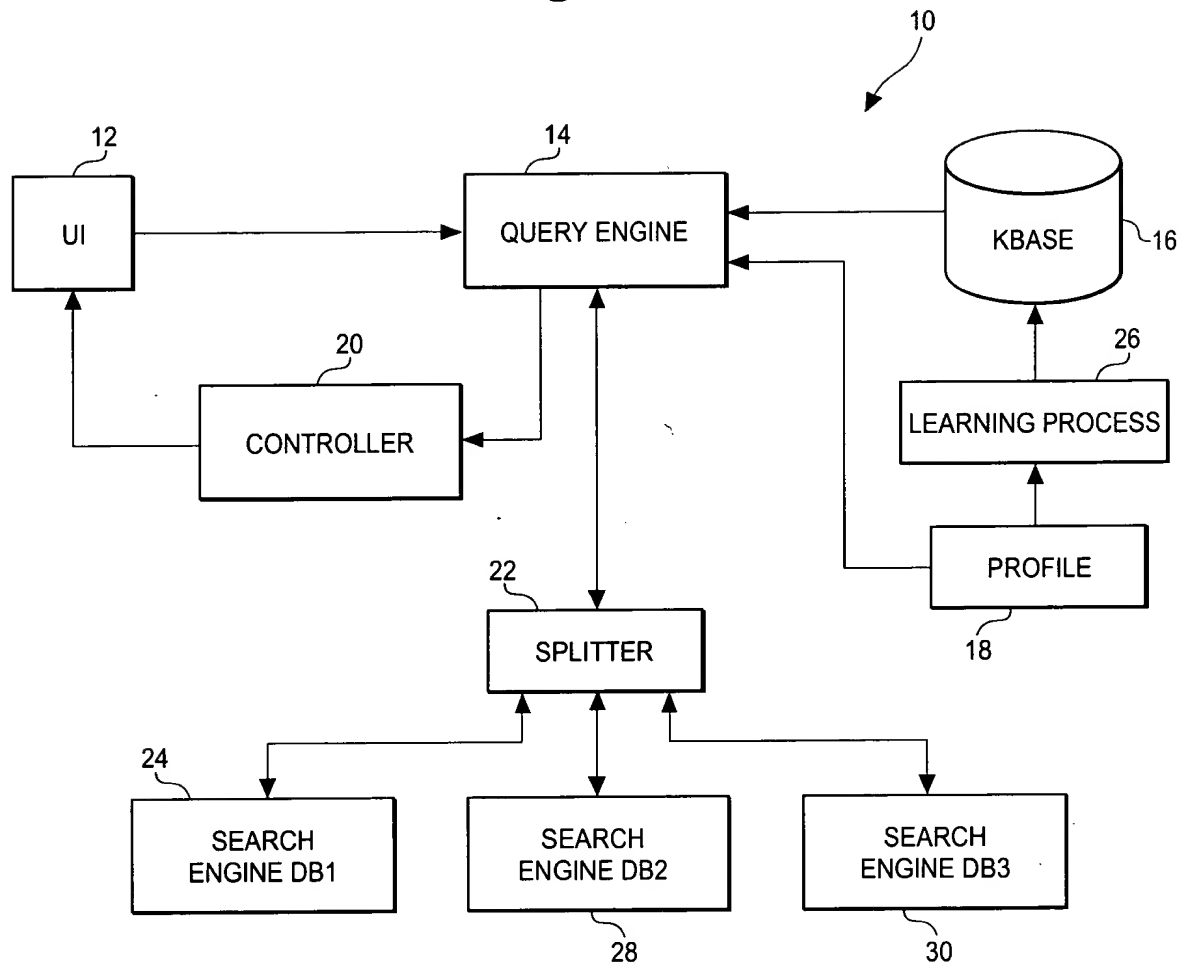 10
12
14
UI
QUERY ENGINE
KBASE
16
20
26
CONTROLLER
LEARNING PROCESS
22
PROFILE
SPLITTER
18
24
SEARCH
ENGINE DB1
SEARCH
ENGINE DB2
SEARCH
ENGINE DB3
28
30